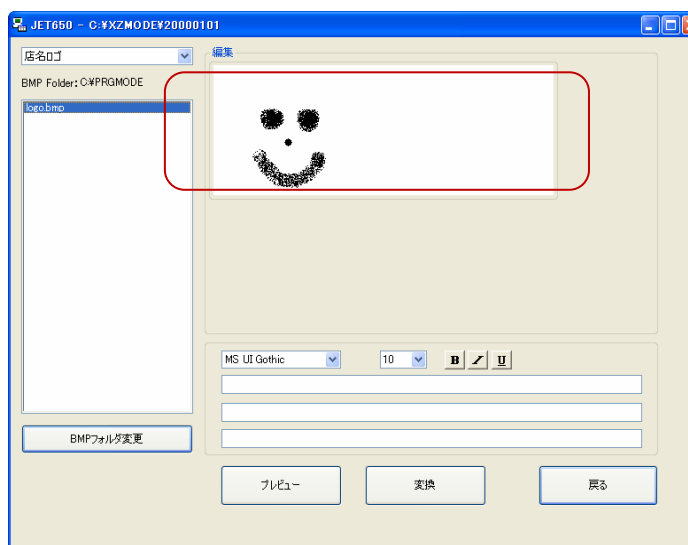 JET650 - C:¥XZMODE¥20000101
店名ロゴ
編集
BMP Folder: C:¥PRGMODE
logo.bmp
MS UI Gothic
10
B I U
BMPフォルダ変更
プレビュー
変換
戻る